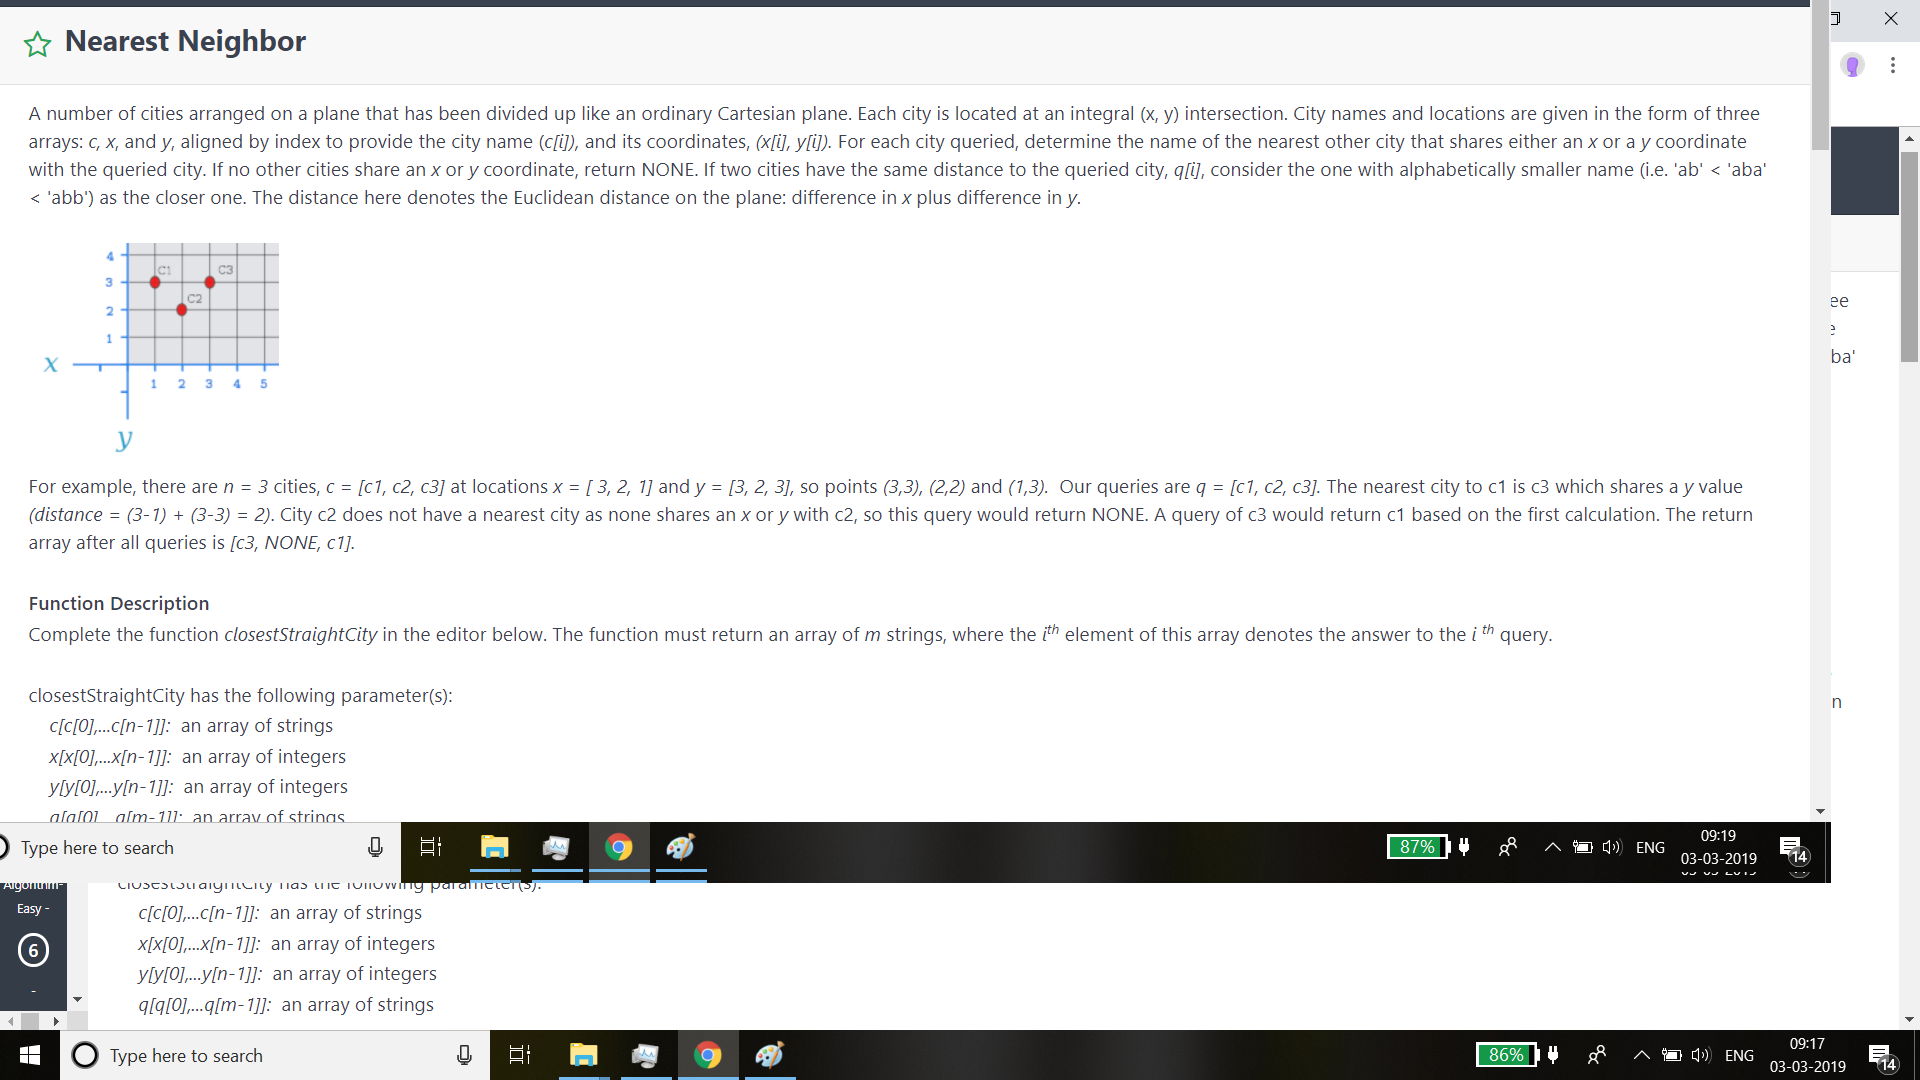 Nearest Neighbor
A number of cities arranged on a plane that has been divided up like an ordinary Cartesian plane. Each city is located at an integral (x, y) intersection. City names and locations are given in the form of three
arrays: c, x, and y, aligned by index to provide the city name (c[i]), and its coordinates, (x[i], y[i]). For each city queried, determine the name of the nearest other city that shares either an x or a y coordinate
with the queried city. If no other cities share an x or y coordinate, return NONE. If two cities have the same distance to the queried city, q[i], consider the one with alphabetically smaller name (i.e. 'ab' < 'aba'
< 'abb') as the closer one. The distance here denotes the Euclidean distance on the plane: difference in x plus difference in y.
4
C1 C3
3
C2
2
1
x
1 2 3 4 5
y
ee
ba'
For example, there are n = 3 cities, c = [c1, c2, c3] at locations x = [ 3, 2, 1] and y = [3, 2, 3], so points (3,3), (2,2) and (1,3). Our queries are q = [c1, c2, c3]. The nearest city to c1 is c3 which shares a y value
(distance = (3-1) + (3-3) = 2). City c2 does not have a nearest city as none shares an x or y with c2, so this query would return NONE. A query of c3 would return c1 based on the first calculation. The return
array after all queries is [c3, NONE, c1].
Function Description
Complete the function closestStraightCity in the editor below. The function must return an array of m strings, where the ith element of this array denotes the answer to the i th query.
closestStraightCity has the following parameter(s):
n
c[c[0],...c[n-1]]: an array of strings
x[x[0],...x[n-1]]: an array of integers
y[y[0],...y[n-1]]: an array of integers
q[q[0],...q[m-1]]: an array of strings
Type here to search
87%
ENG
09:19
03-03-2019
14
Algorithm-
closestStraightCity has the following parameter(s):
Easy -
6
-
c[c[0],...c[n-1]]: an array of strings
x[x[0],...x[n-1]]: an array of integers
y[y[0],...y[n-1]]: an array of integers
q[q[0],...q[m-1]]: an array of strings
Type here to search
86%
ENG
09:17
03-03-2019
14